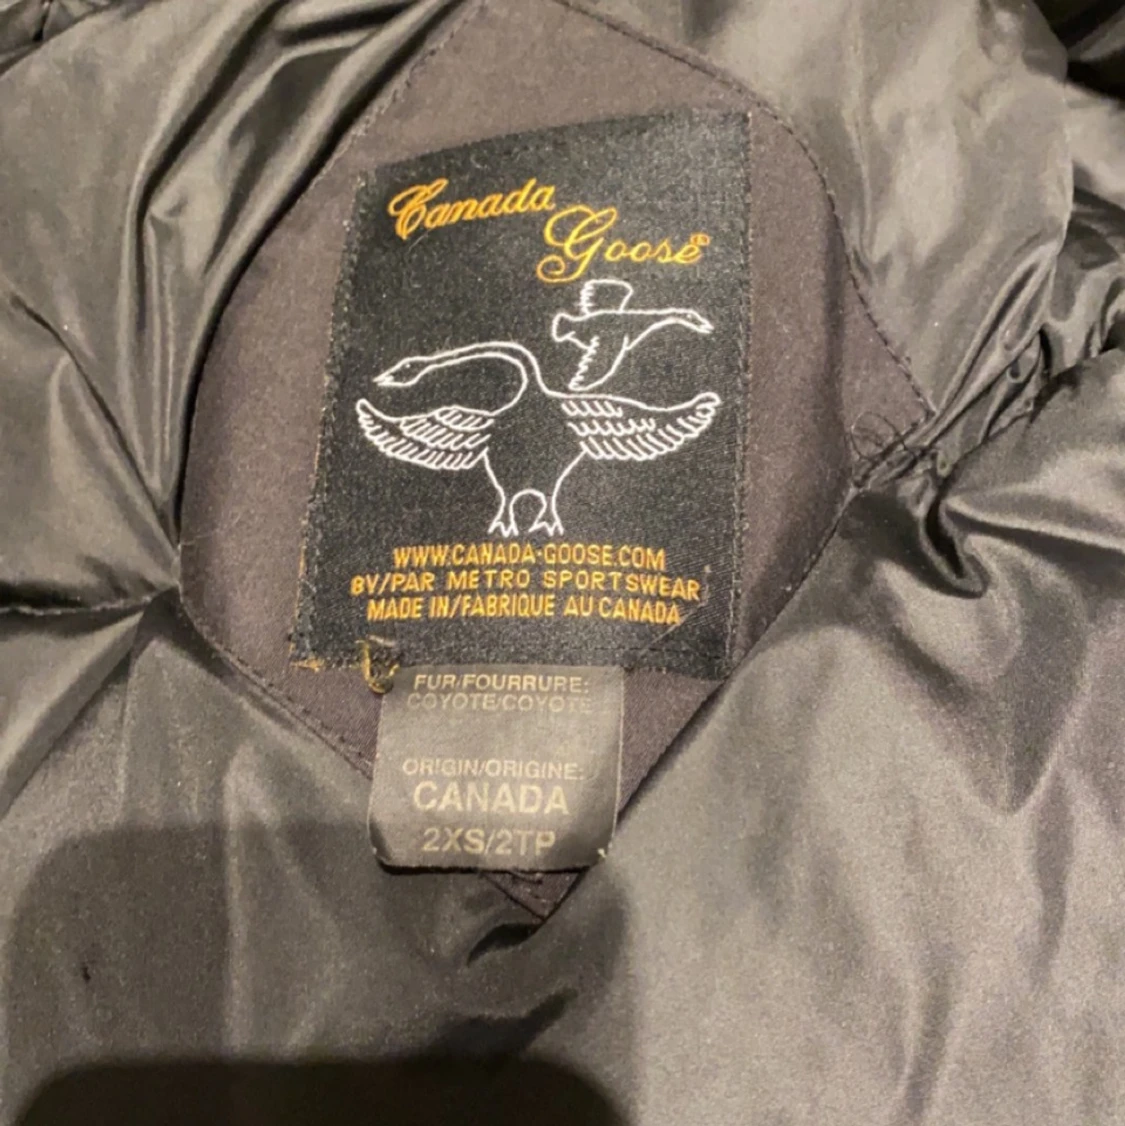 Canada
Goose®
WWW.CANADA-GOOSE.COM
BY/PAR METRO SPORTSWEAR
MADE IN/FABRIQUE AU CANADA
FUR/FOURRURE:
COYOTE/COYOTE
ORIGIN/ORIGINE:
CANADA
2XS/2TP